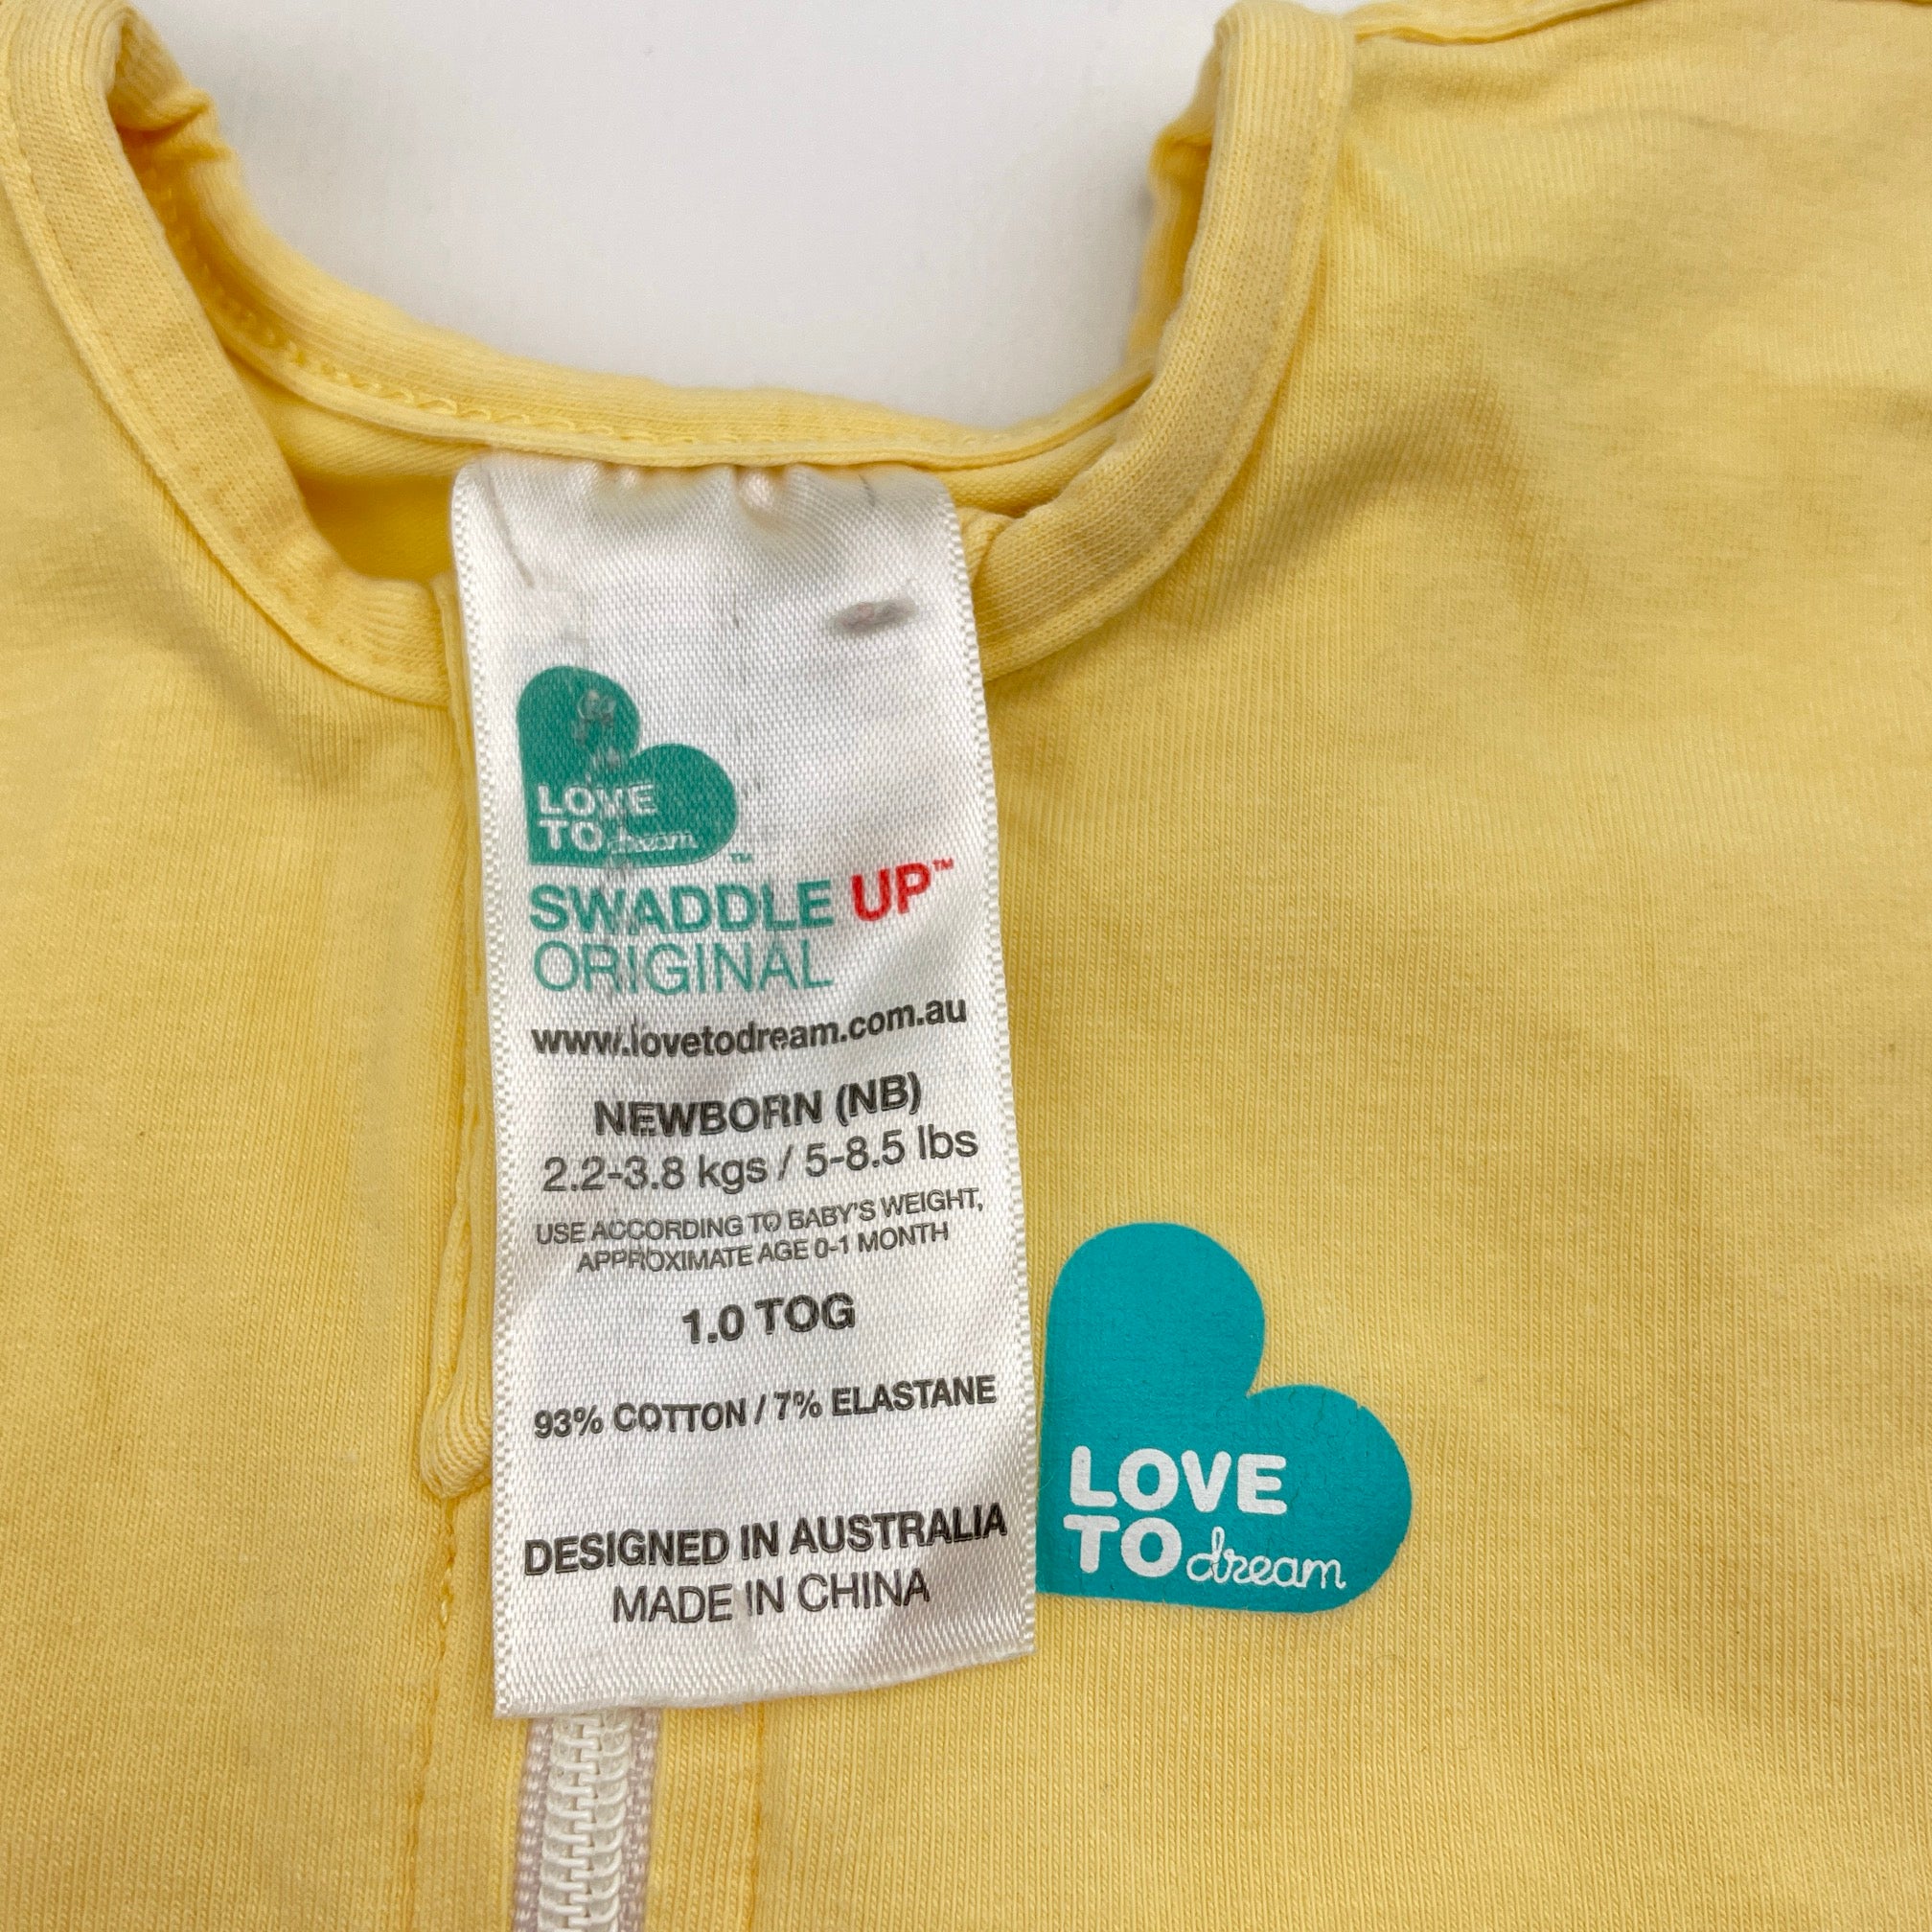 LOVE
TO dream
™
SWADDLE UP™
ORIGINAL
www.lovetodream.com.au
NEWBORN (NB)
2.2-3.8 kgs / 5-8.5 lbs
USE ACCORDING TO BABY'S WEIGHT,
APPROXIMATE AGE 0-1 MONTH
1.0 TOG
93% COTTON / 7% ELASTANE
DESIGNED IN AUSTRALIA
MADE IN CHINA
LOVE
TO dream